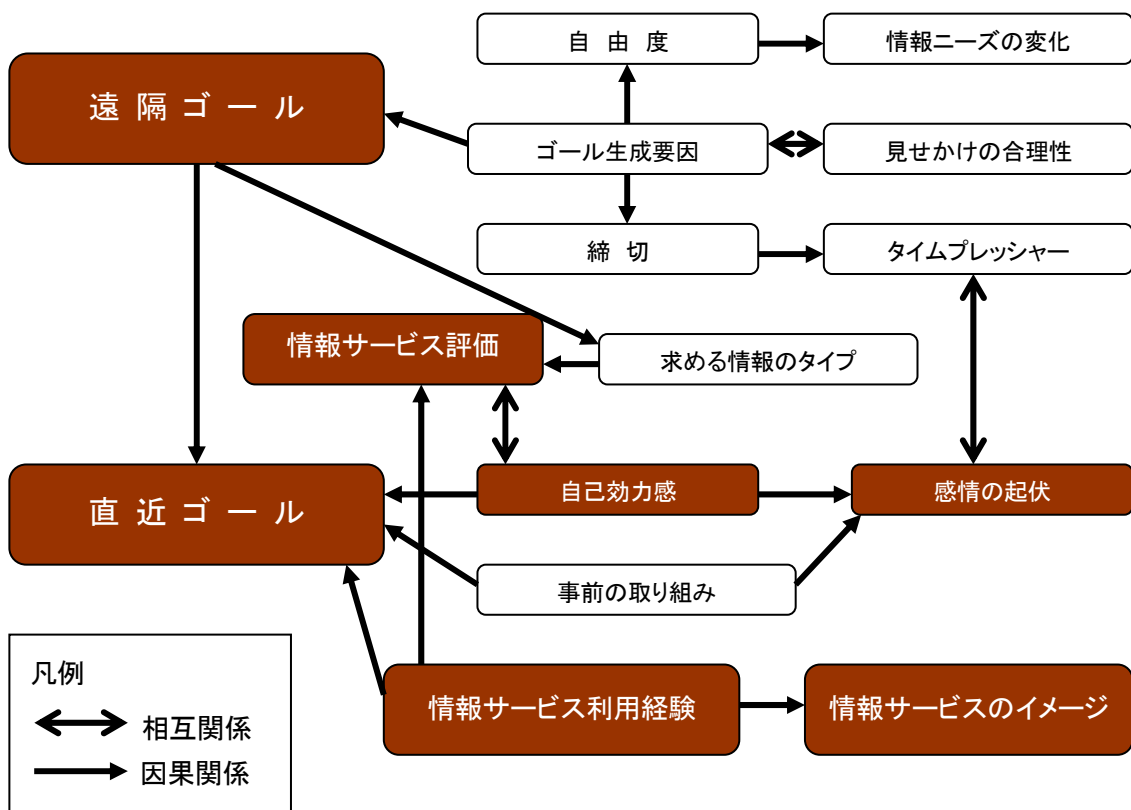 自 由 度
情報ニーズの変化
遠 隔 ゴ ー ル
ゴール生成要因
見せかけの合理性
締 切
タイムプレッシャー
情報サービス評価
求める情報のタイプ
直 近 ゴ ー ル
自己効力感
感情の起伏
事前の取り組み
凡例
相互関係
因果関係
情報サービス利用経験
情報サービスのイメージ